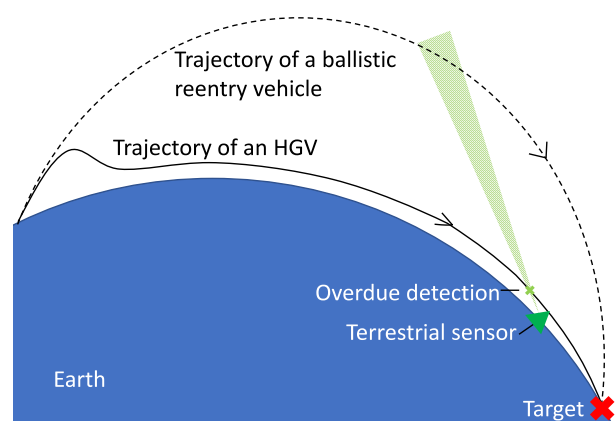 Trajectory of a ballistic
reentry vehicle
Trajectory of an HGV
Overdue detection
Terrestrial sensor
Earth
Target